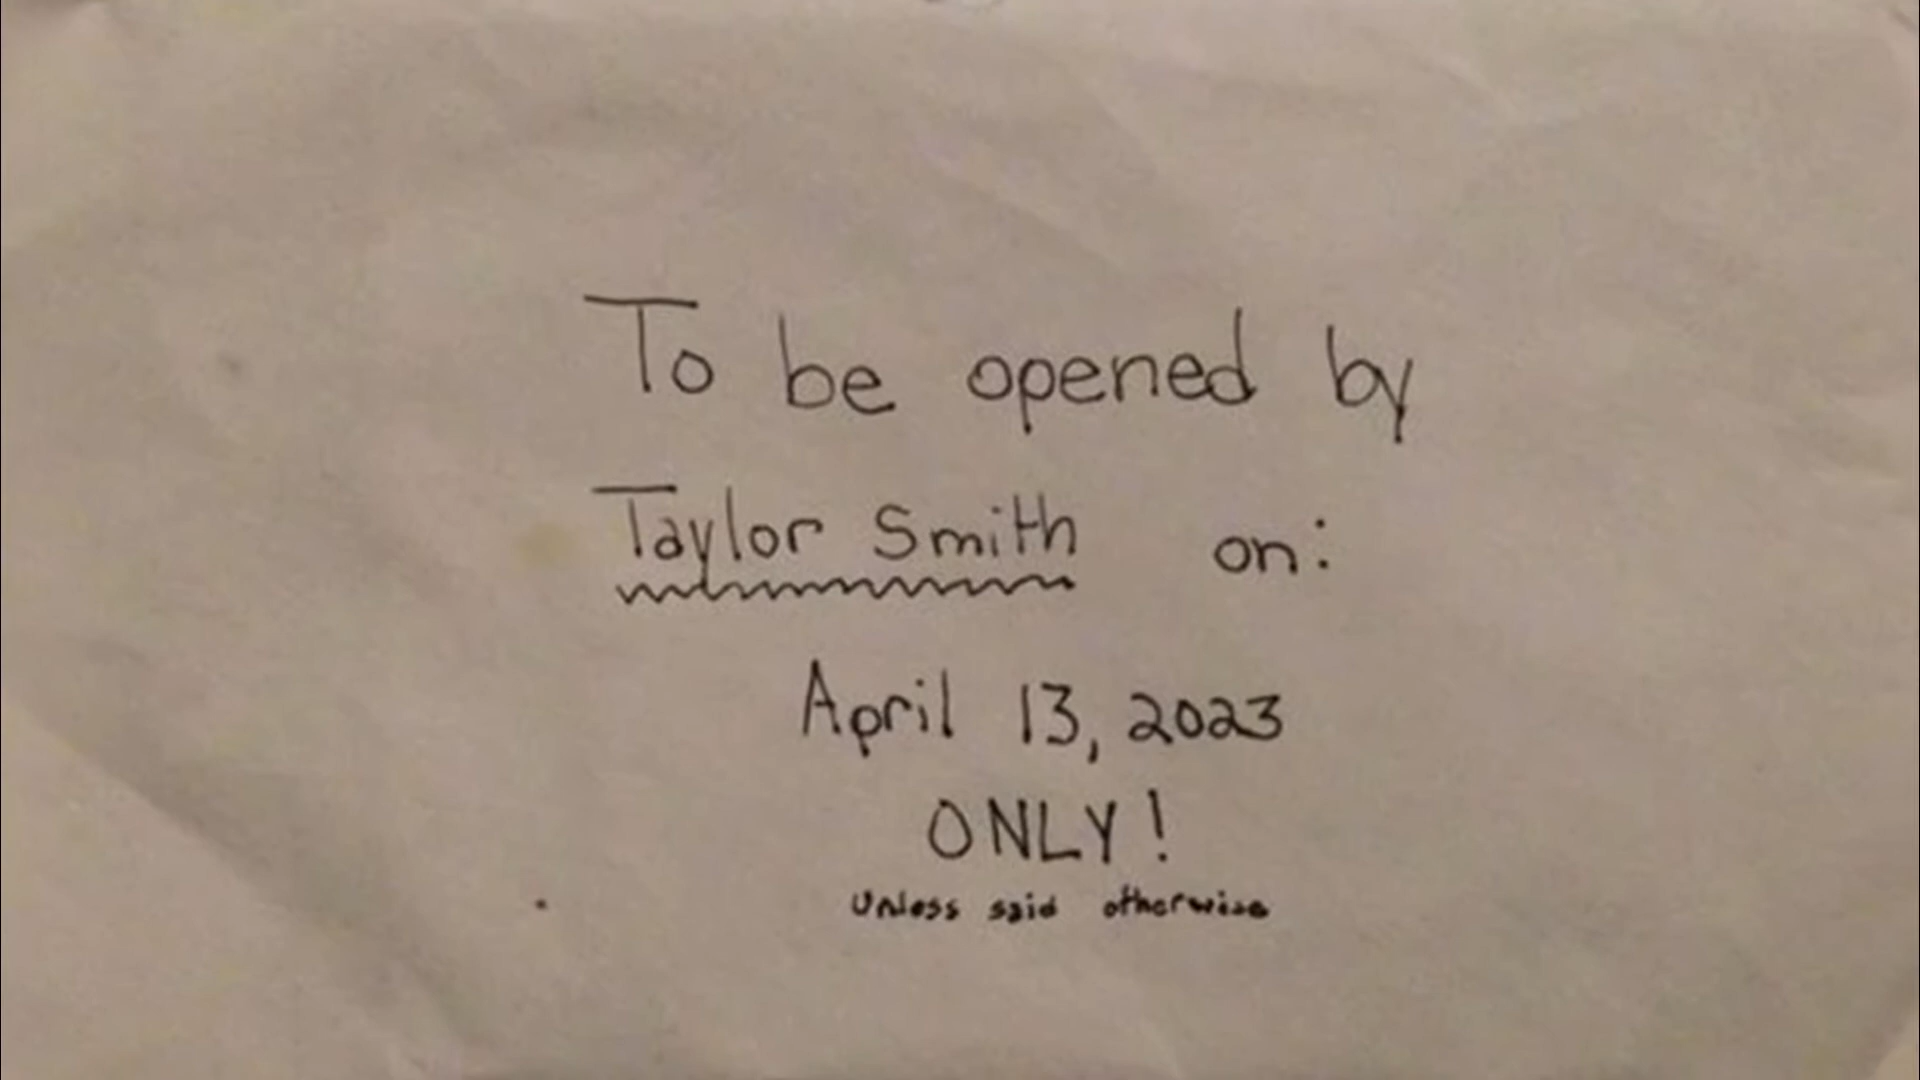 To be opened by
Taylor Smith on:
April 13, 2023
ONLY!
unless said otherwise